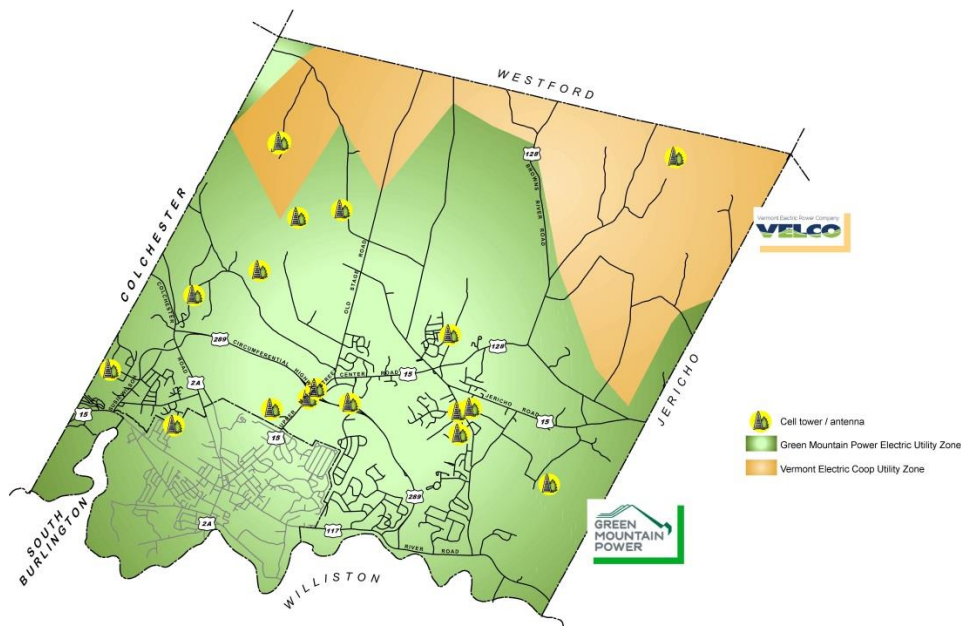 WESTFORD
COLCHESTER
128
BROWNS RIVER ROAD
Vermont Electric Power Company
VELCO
OLD STAGE ROAD
COLCHESTER ROAD
289
CIRCUMFERENTIAL
CENTER ROAD
15
128
2A
JERICHO ROAD
15
JERICHO
15
15
UPPER
Cell tower / antenna
Green Mountain Power Electric Utility Zone
Vermont Electric Coop Utility Zone
289
2A
117
RIVER ROAD
GREEN
MOUNTAIN
POWER
SOUTH
BURLINGTON
WILLISTON